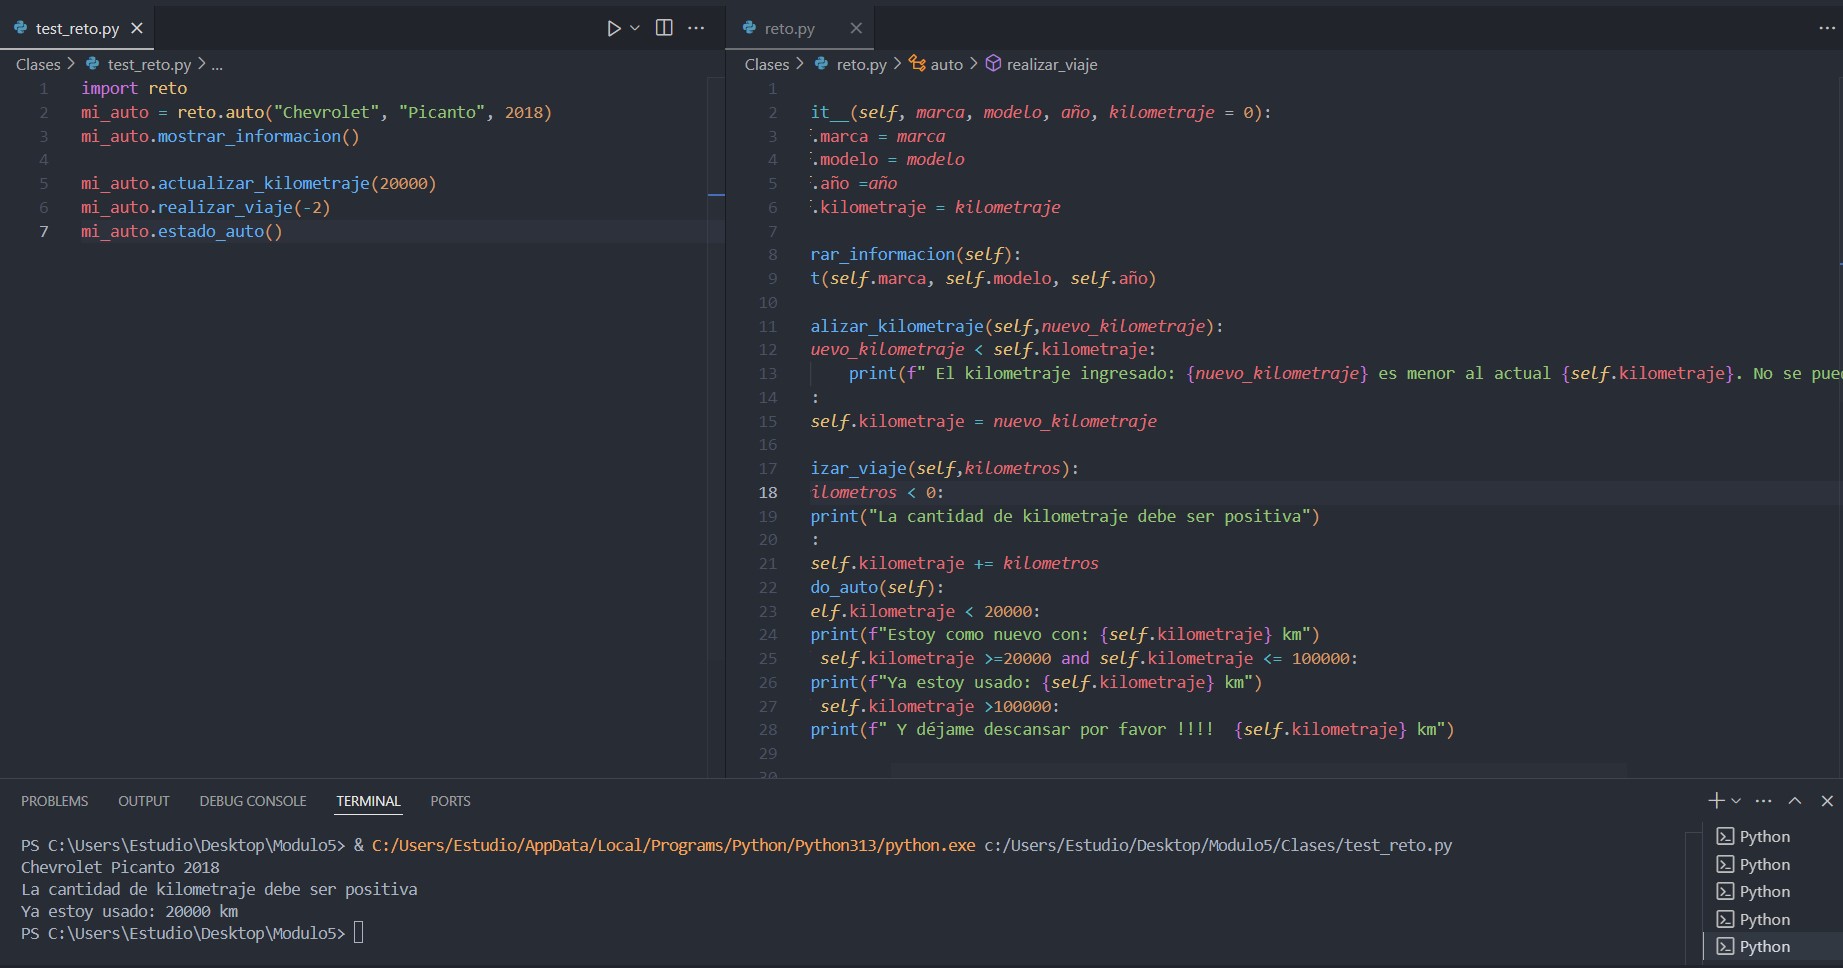 test_reto.py
Clases > test_reto.py > ...
1 import reto
2 mi_auto = reto.auto("Chevrolet", "Picanto", 2018)
3 mi_auto.mostrar_informacion()
4
5 mi_auto.actualizar_kilometraje(20000)
6 mi_auto.realizar_viaje(-2)
7 mi_auto.estado_auto()
reto.py
Clases > reto.py > auto > realizar_viaje
1
2 it__(self, marca, modelo, año, kilometraje = 0):
3 .marca = marca
4 .modelo = modelo
5 .año =año
6 .kilometraje = kilometraje
7
8 rar_informacion(self):
9 t(self.marca, self.modelo, self.año)
10
11 alizar_kilometraje(self,nuevo_kilometraje):
12 uevo_kilometraje < self.kilometraje:
13 print(f" El kilometraje ingresado: {nuevo_kilometraje} es menor al actual {self.kilometraje}. No se pue
14 :
15 self.kilometraje = nuevo_kilometraje
16
17 izar_viaje(self,kilometros):
18 ilometros < 0:
19 print("La cantidad de kilometraje debe ser positiva")
20 :
21 self.kilometraje += kilometros
22 do_auto(self):
23 elf.kilometraje < 20000:
24 print(f"Estoy como nuevo con: {self.kilometraje} km")
25 self.kilometraje >=20000 and self.kilometraje <= 100000:
26 print(f"Ya estoy usado: {self.kilometraje} km")
27 self.kilometraje >100000:
28 print(f" Y déjame descansar por favor !!!!  {self.kilometraje} km")
29
30
PROBLEMS OUTPUT DEBUG CONSOLE TERMINAL PORTS
PS C:\Users\Estudio\Desktop\Modulo5> & C:/Users/Estudio/AppData/Local/Programs/Python/Python313/python.exe c:/Users/Estudio/Desktop/Modulo5/Clases/test_reto.py
Chevrolet Picanto 2018
La cantidad de kilometraje debe ser positiva
Ya estoy usado: 20000 km
PS C:\Users\Estudio\Desktop\Modulo5>
Python
Python
Python
Python
Python